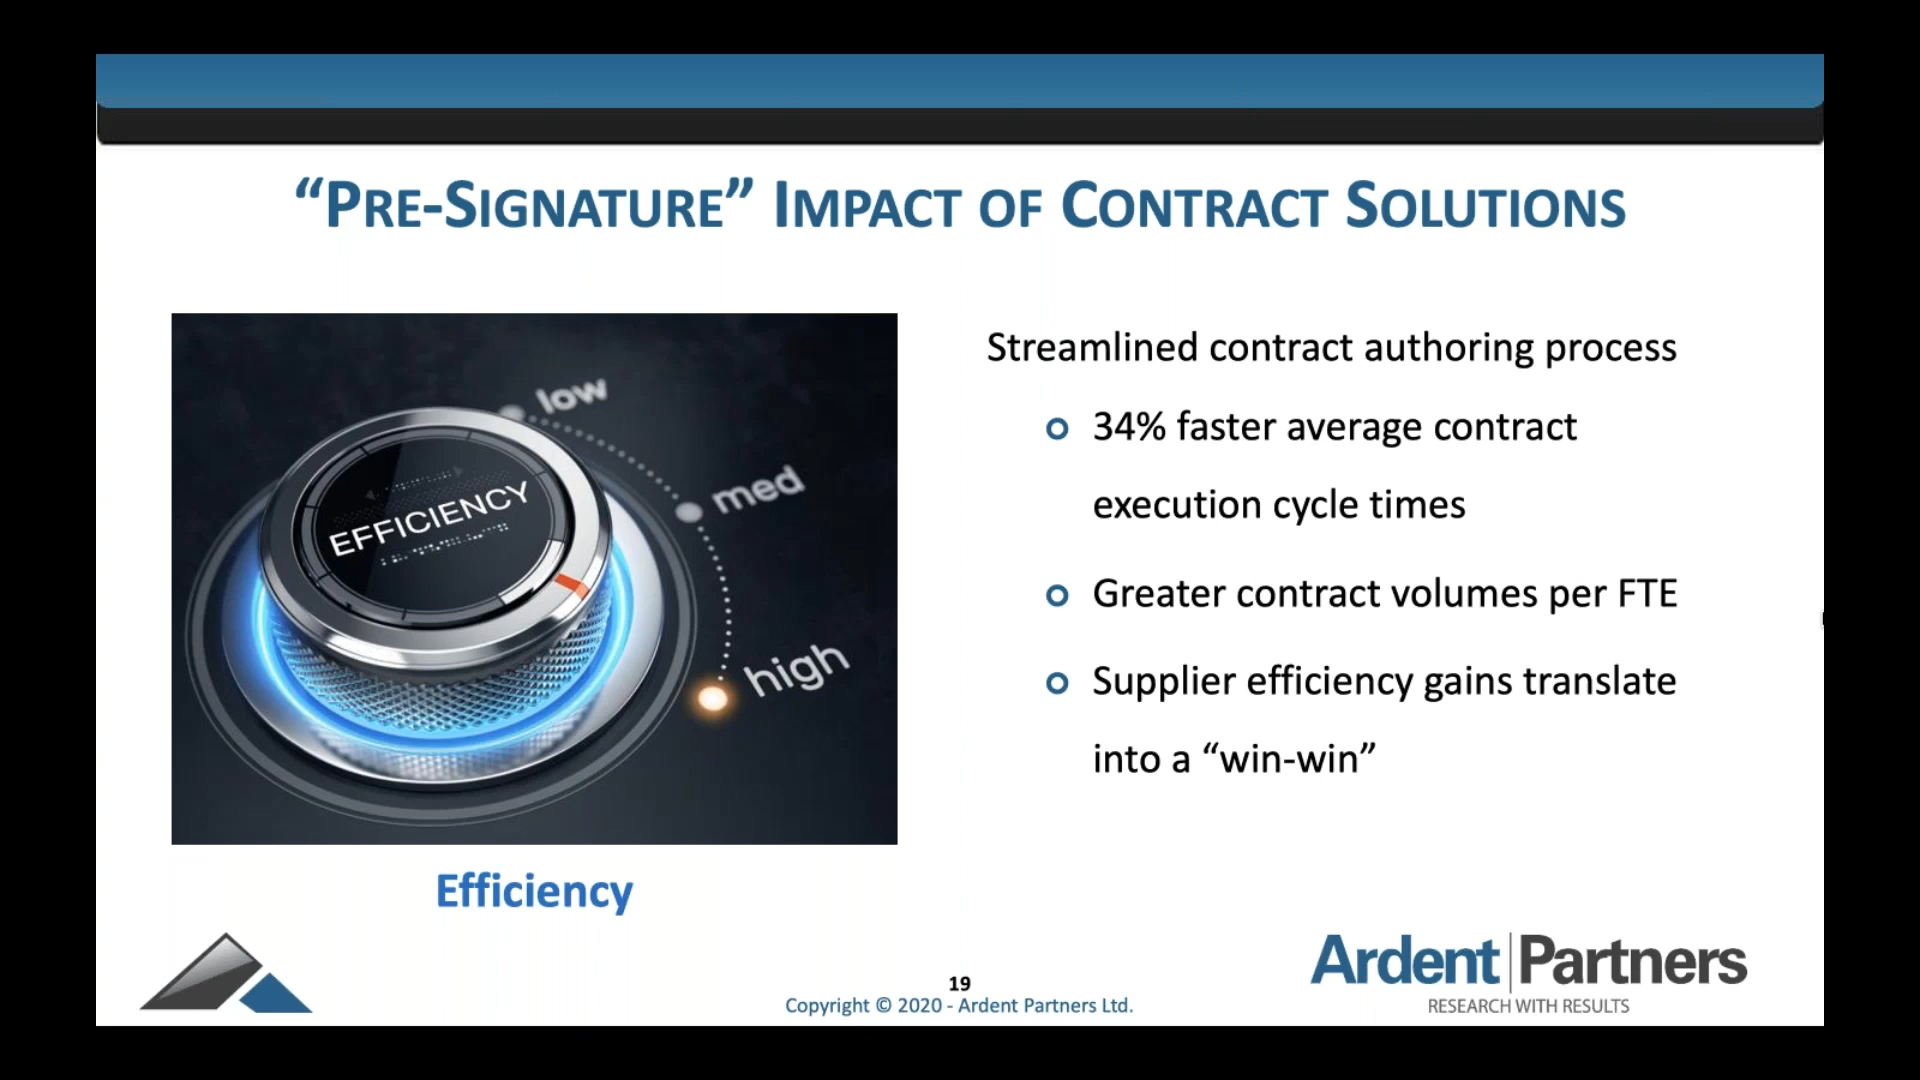 “PRE-SIGNATURE” IMPACT OF CONTRACT SOLUTIONS
low
med
high
EFFICIENCY
Efficiency
Streamlined contract authoring process
34% faster average contract
execution cycle times
Greater contract volumes per FTE
Supplier efficiency gains translate
into a “win-win”
19
Copyright © 2020 - Ardent Partners Ltd.
Ardent Partners
RESEARCH WITH RESULTS